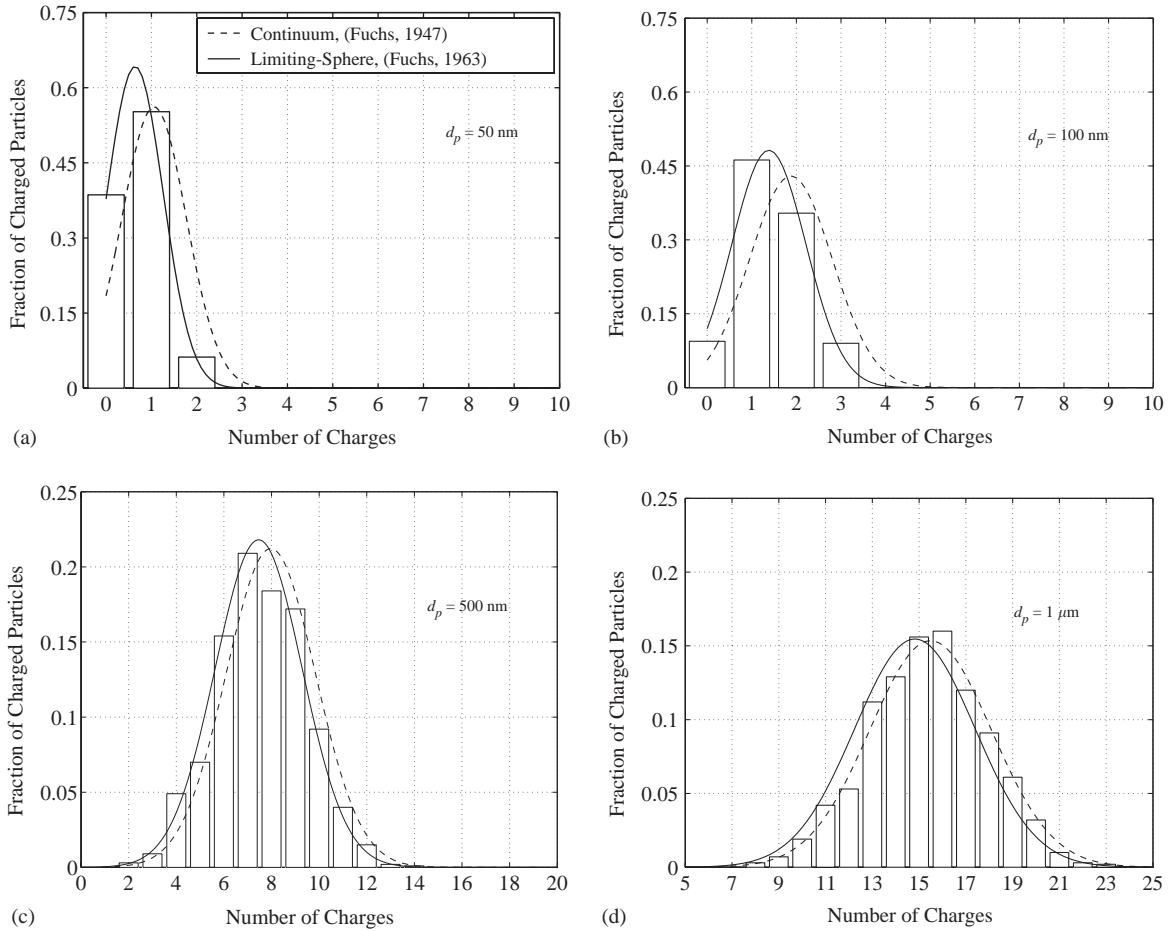 0.75
0.6
0.45
0.3
0.15
0
Fraction of Charged Particles
Continuum, (Fuchs, 1947)
Limiting-Sphere, (Fuchs, 1963)
dp = 50 nm
0 1 2 3 4 5 6 7 8 9 10
(a)
Number of Charges
0.75
0.6
0.45
0.3
0.15
0
Fraction of Charged Particles
dp = 100 nm
0 1 2 3 4 5 6 7 8 9 10
(b)
Number of Charges
0.25
0.2
0.15
0.1
0.05
0
Fraction of Charged Particles
dp = 500 nm
0 2 4 6 8 10 12 14 16 18 20
(c)
Number of Charges
0.25
0.2
0.15
0.1
0.05
0
Fraction of Charged Particles
dp = 1 μm
5 7 9 11 13 15 17 19 21 23 25
(d)
Number of Charges